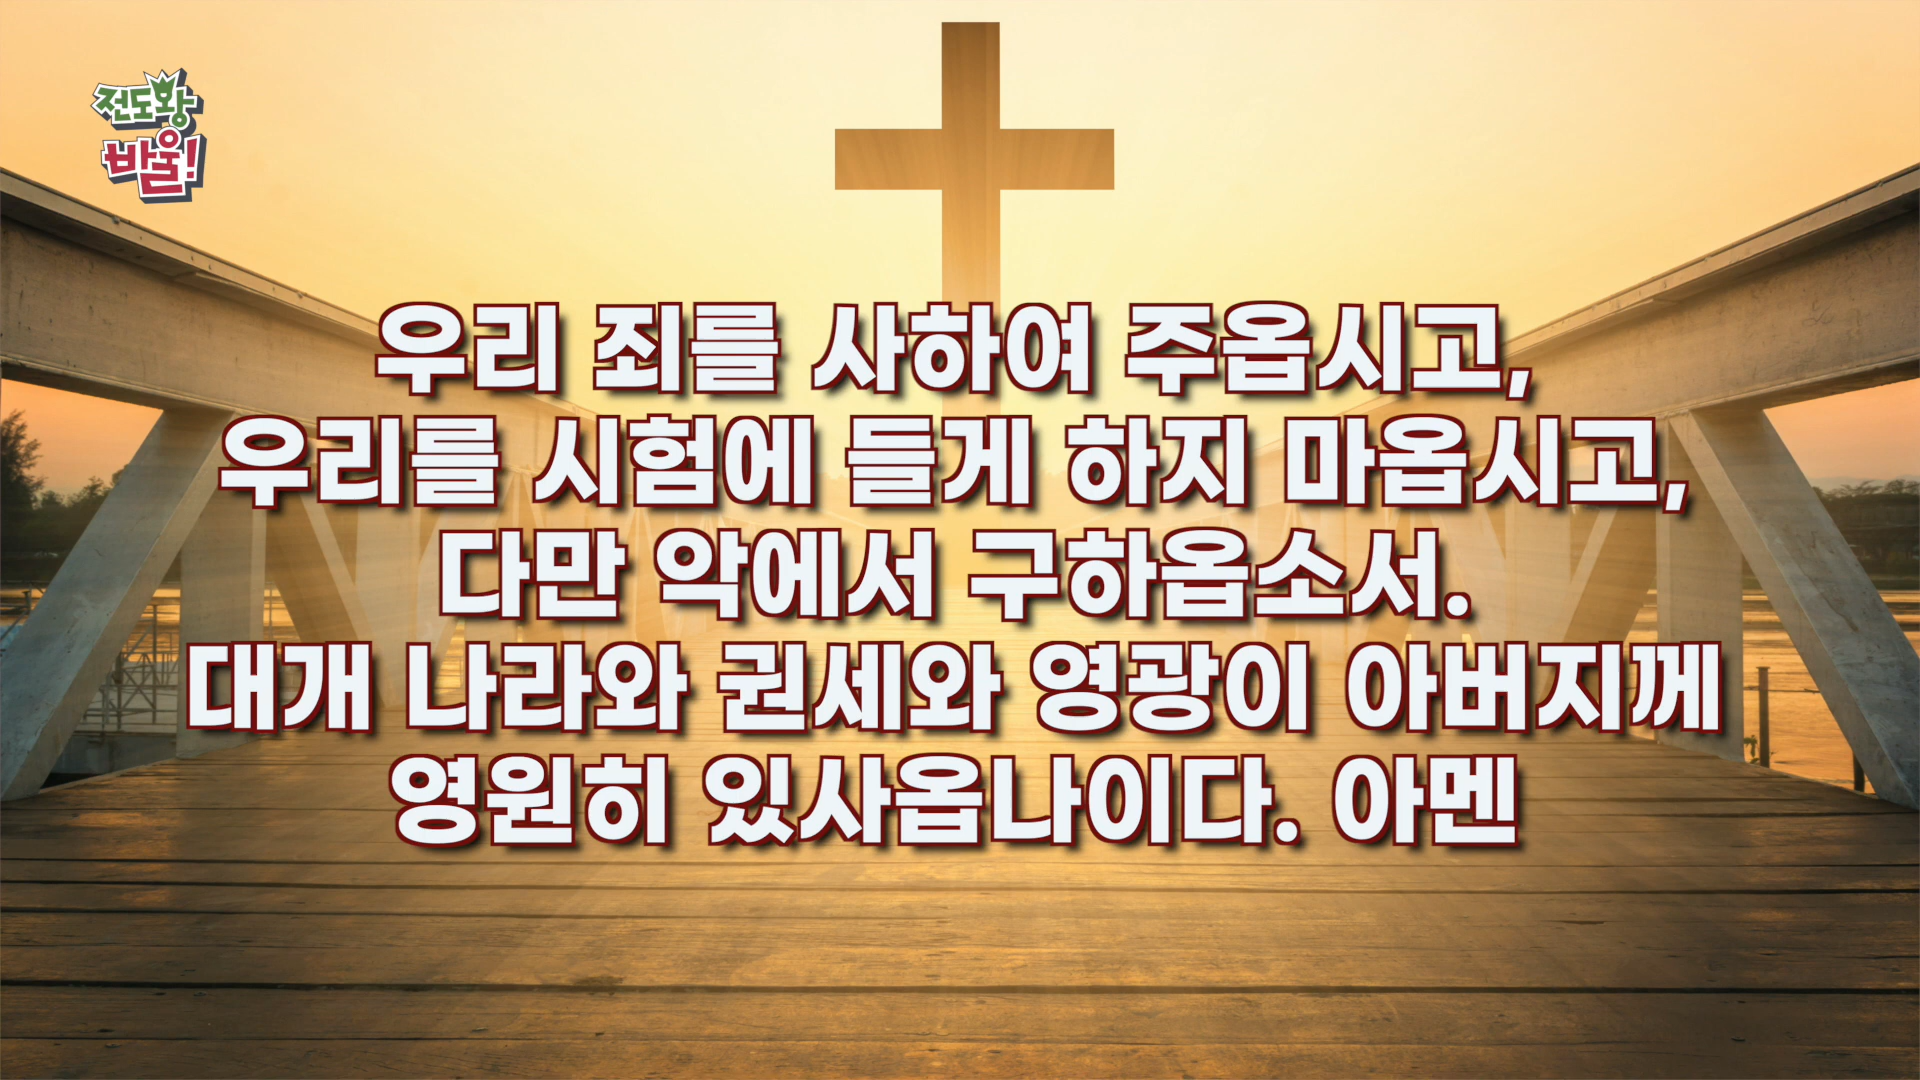 전도왕
바울!
우리 죄를 사하여 주옵시고,
우리를 시험에 들게 하지 마옵시고,
다만 악에서 구하옵소서.
대개 나라와 권세와 영광이 아버지께
영원히 있사옵나이다. 아멘